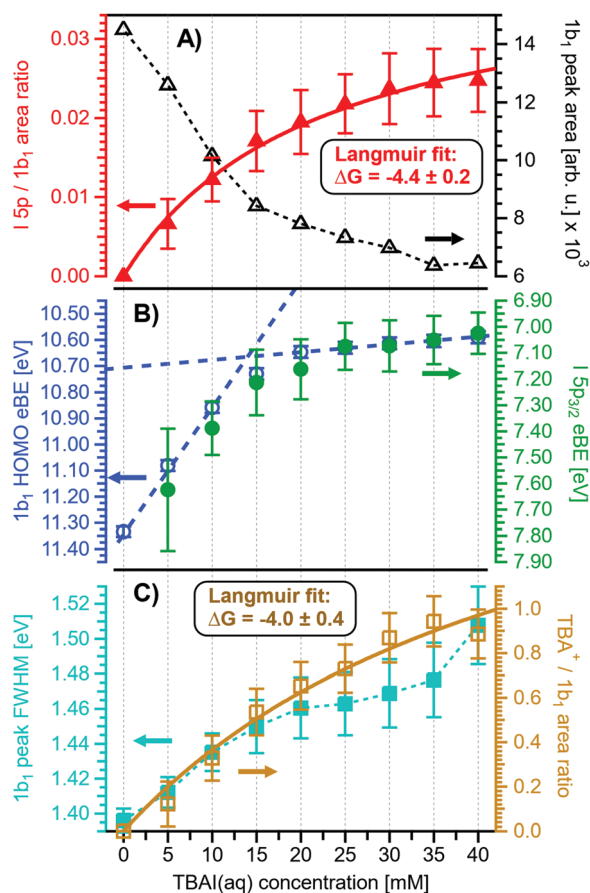 A)
0.03
0.02
0.01
0.00
I 5p / 1b₁ area ratio
Langmuir fit:
ΔG = -4.4 ± 0.2
14
12
10
8
6
1b₁ peak area
[arb. u.] x 10³
B)
10.50
10.60
10.70
10.80
10.90
11.00
11.10
11.20
11.30
11.40
1b₁ HOMO eBE [eV]
6.90
7.00
7.10
7.20
7.30
7.40
7.50
7.60
7.70
7.80
7.90
I 5p₃/₂ eBE [eV]
C)
Langmuir fit:
ΔG = -4.0 ± 0.4
1.52
1.50
1.48
1.46
1.44
1.42
1.40
1b₁ peak FWHM [eV]
1.0
0.8
0.6
0.4
0.2
0.0
TBA⁺ / 1b₁
area ratio
0 5 10 15 20 25 30 35 40
TBAI(aq) concentration [mM]